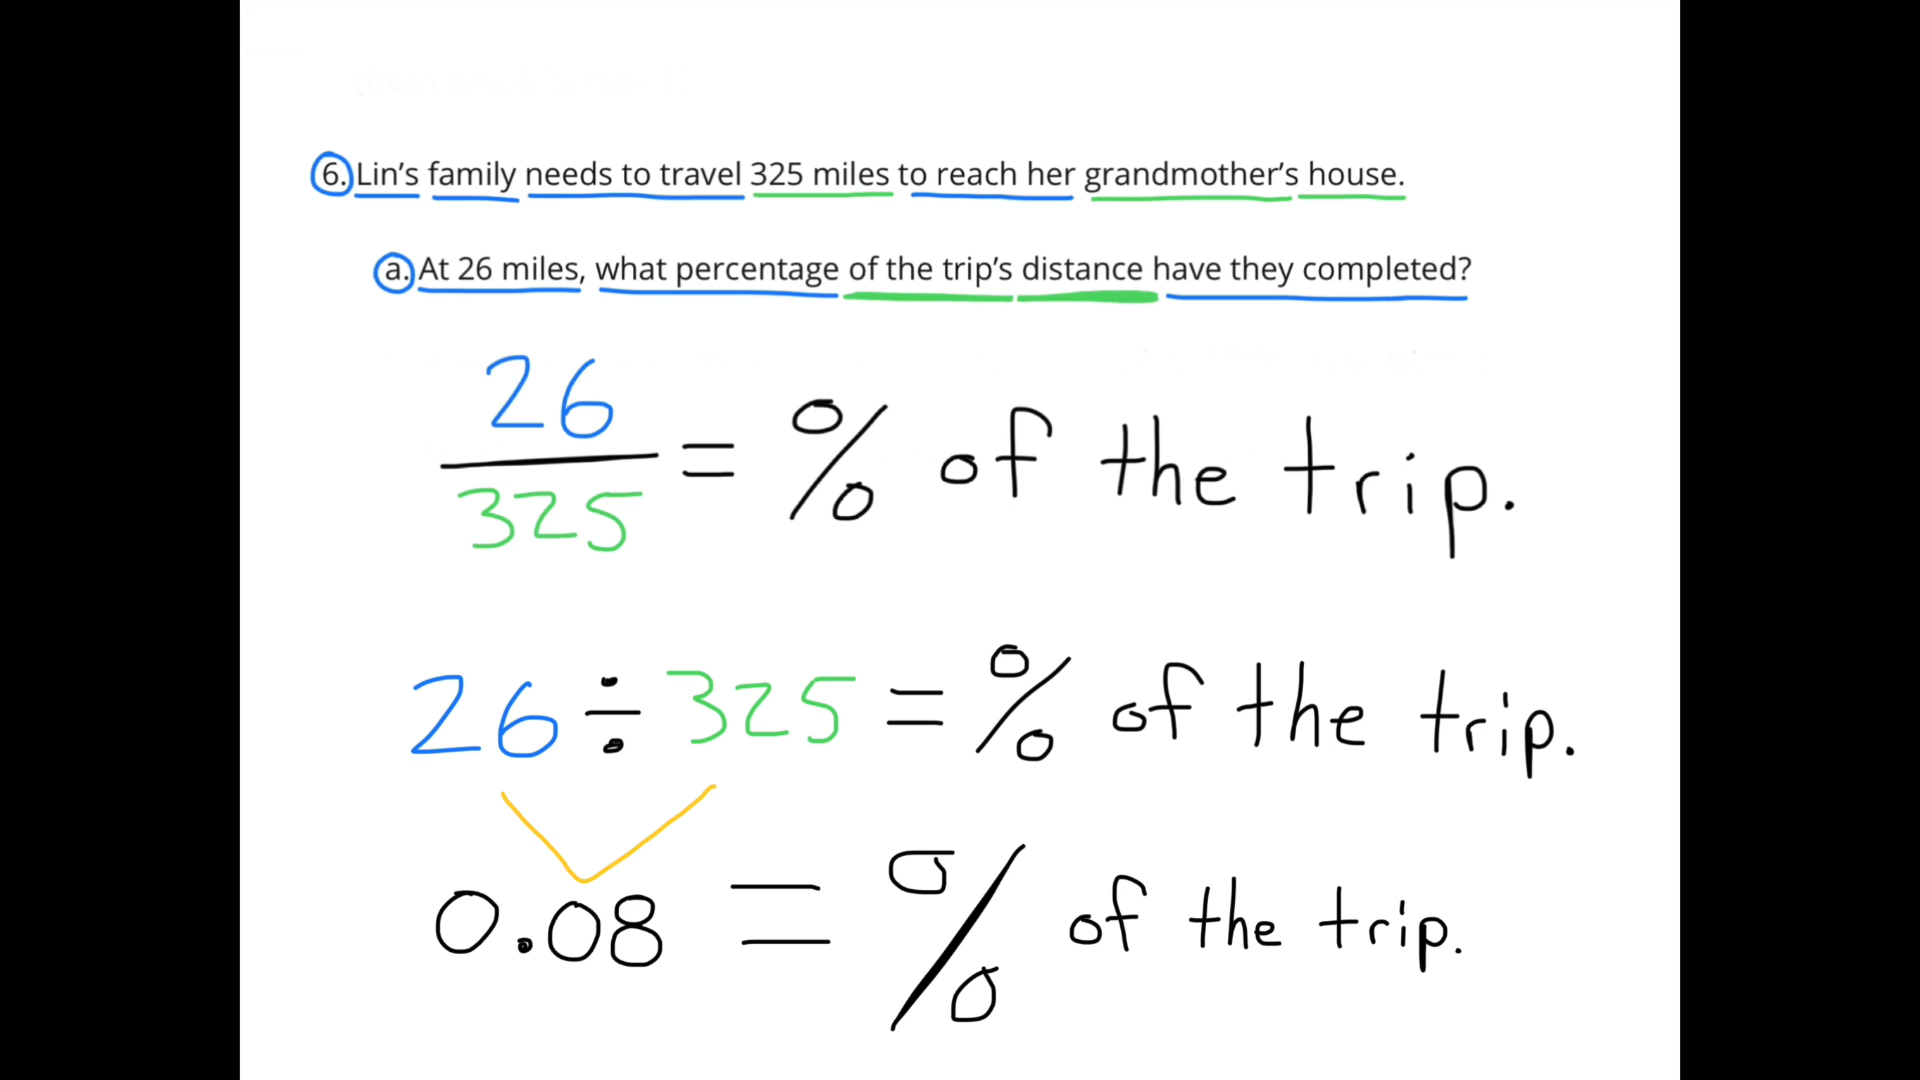 6. Lin's family needs to travel 325 miles to reach her grandmother's house.
a. At 26 miles, what percentage of the trip's distance have they completed?
26
325 = % of the trip.
26 ÷ 325 = % of the trip.
0.08 = % of the trip.